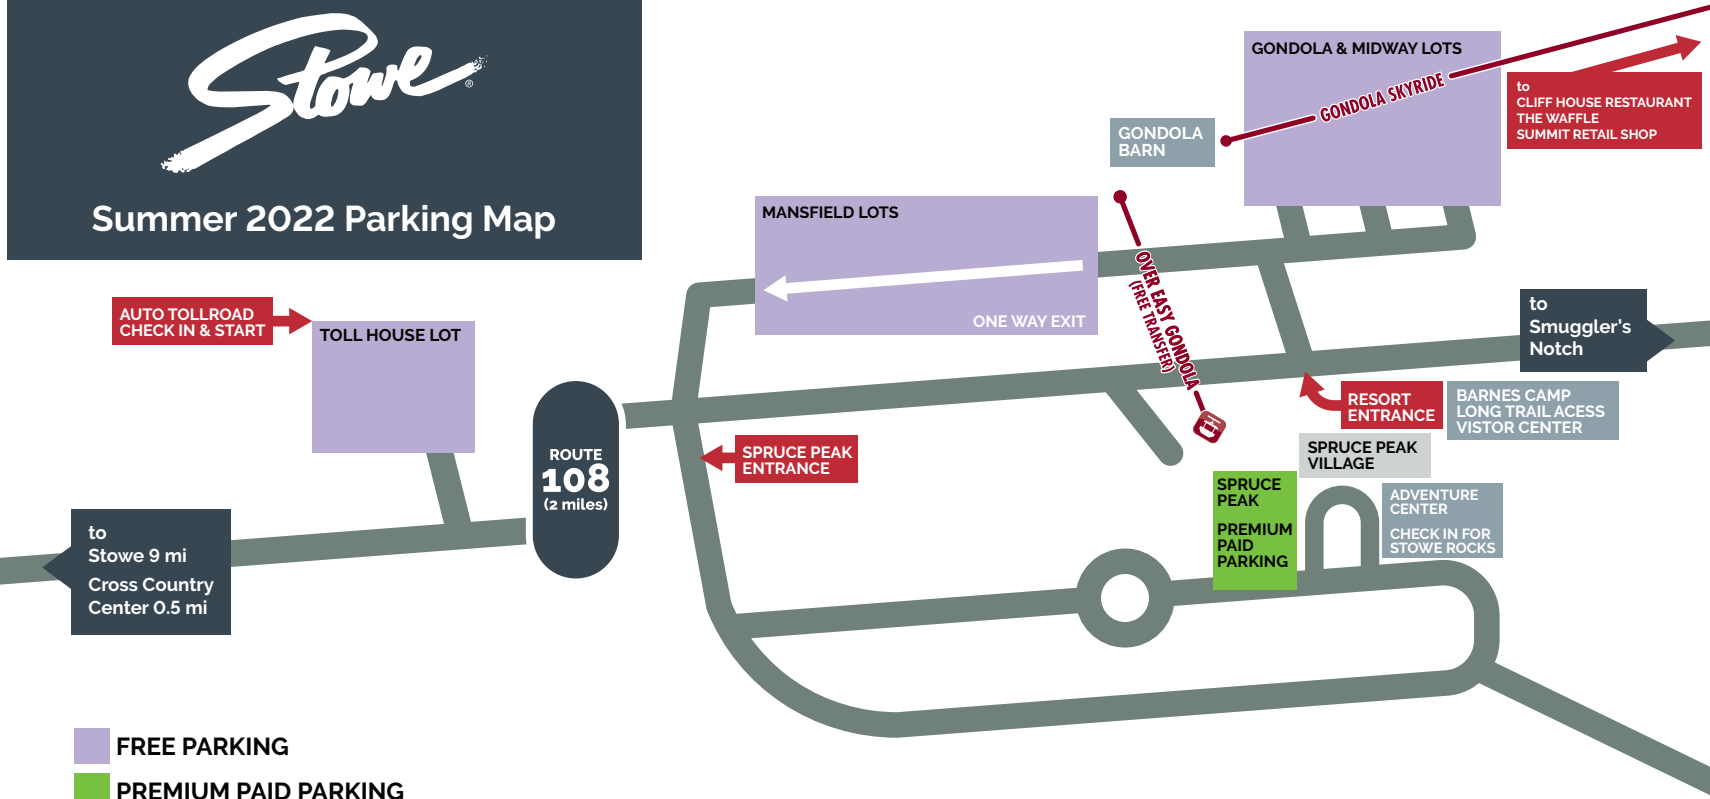 Stowe®
Summer 2022 Parking Map
GONDOLA & MIDWAY LOTS
GONDOLA SKYRIDE
to
CLIFF HOUSE RESTAURANT
THE WAFFLE
SUMMIT RETAIL SHOP
GONDOLA
BARN
MANSFIELD LOTS
ONE WAY EXIT
OVER EASY GONDOLA
(FREE TRANSFER)
AUTO TOLLROAD
CHECK IN & START
TOLL HOUSE LOT
to
Smuggler's
Notch
RESORT
ENTRANCE
BARNES CAMP
LONG TRAIL ACESS
VISTOR CENTER
ROUTE
108
(2 miles)
SPRUCE PEAK
ENTRANCE
SPRUCE PEAK
VILLAGE
SPRUCE
PEAK
PREMIUM
PAID
PARKING
ADVENTURE
CENTER
CHECK IN FOR
STOWE ROCKS
to
Stowe 9 mi
Cross Country
Center 0.5 mi
FREE PARKING
PREMIUM PAID PARKING